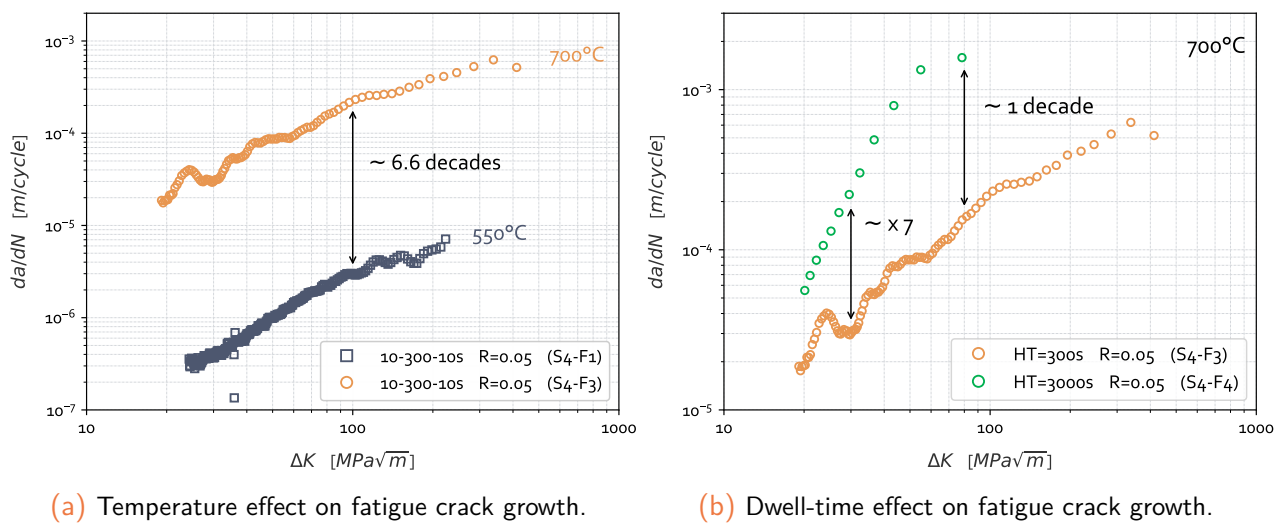 700°C
~ 6.6 decades
550°C
10-300-10s R=0.05 (S4-F1)
10-300-10s R=0.05 (S4-F3)
10⁻³
10⁻⁴
10⁻⁵
10⁻⁶
10⁻⁷
da/dN [m/cycle]
10 100 1000
ΔK [MPa√m]
(a) Temperature effect on fatigue crack growth.
700°C
~ 1 decade
~ x 7
HT=300s R=0.05 (S4-F3)
HT=3000s R=0.05 (S4-F4)
10⁻³
10⁻⁴
10⁻⁵
da/dN [m/cycle]
10 100 1000
ΔK [MPa√m]
(b) Dwell-time effect on fatigue crack growth.